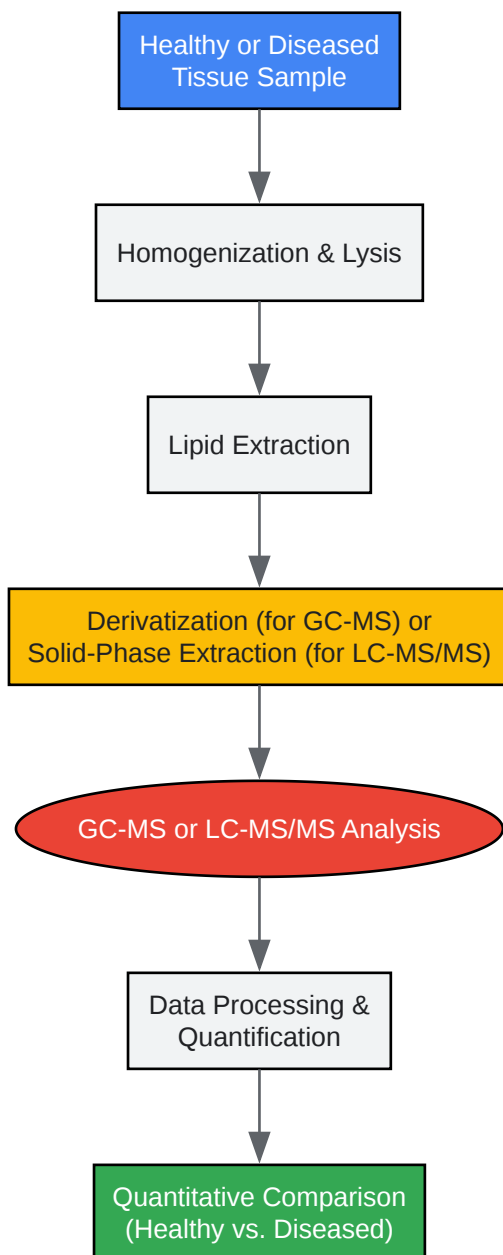 Healthy or Diseased
Tissue Sample
Homogenization & Lysis
Lipid Extraction
Derivatization (for GC-MS) or
Solid-Phase Extraction (for LC-MS/MS)
GC-MS or LC-MS/MS Analysis
Data Processing &
Quantification
Quantitative Comparison
(Healthy vs. Diseased)